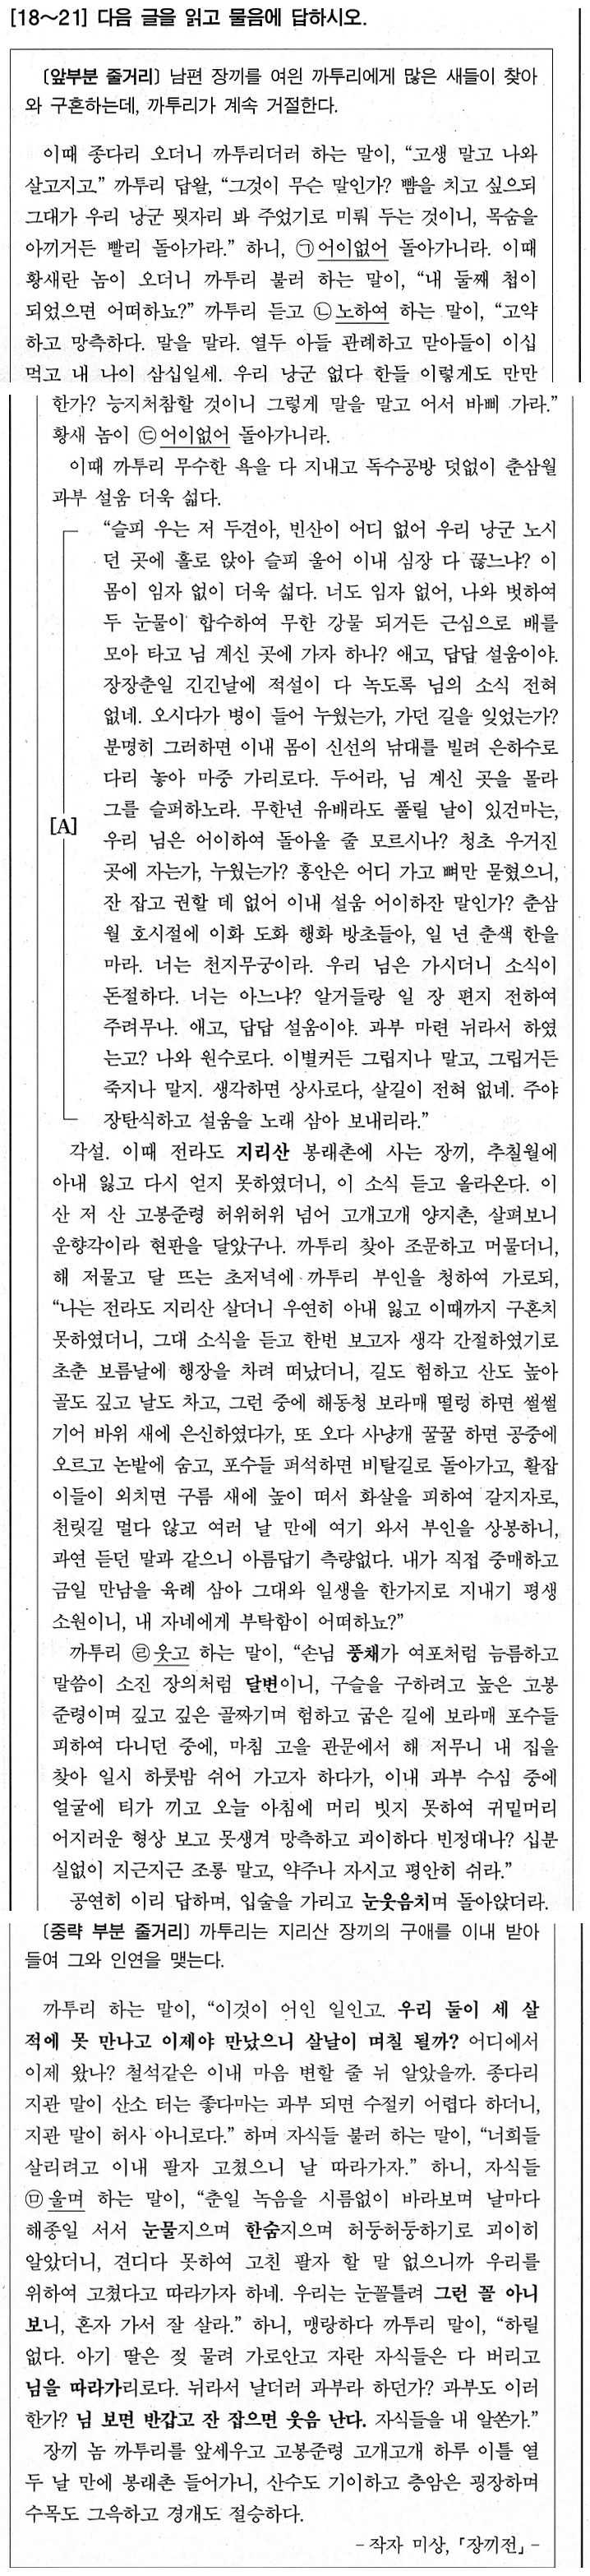 [18～21] 다음 글을 읽고 물음에 답하시오.
〔앞부분 줄거리〕 남편 장끼를 여읜 까투리에게 많은 새들이 찾아
와 구혼하는데, 까투리가 계속 거절한다.
이때 종다리 오더니 까투리더러 하는 말이, “고생 말고 나와
살고지고.” 까투리 답왈, “그것이 무슨 말인가? 뺨을 치고 싶으되
그대가 우리 낭군 묏자리 봐 주었기로 미뤄 두는 것이니, 목숨을
아끼거든 빨리 돌아가라.” 하니, ㉠어이없어 돌아가니라. 이때
황새란 놈이 오더니 까투리 불러 하는 말이, “내 둘째 첩이
되었으면 어떠하뇨?” 까투리 듣고 ㉡노하여 하는 말이, “고약
하고 망측하다. 말을 말라. 열두 아들 관례하고 맏아들이 이십
먹고 내 나이 삼십일세. 우리 낭군 없다 한들 이렇게도 만만
한가? 능지처참할 것이니 그렇게 말을 말고 어서 바삐 가라.”
황새 놈이 ㉢어이없어 돌아가니라.
이때 까투리 무수한 욕을 다 지내고 독수공방 덧없이 춘삼월
과부 설움 더욱 섧다.
“슬피 우는 저 두견아, 빈산이 어디 없어 우리 낭군 노시
던 곳에 홀로 앉아 슬피 울어 이내 심장 다 끊느냐? 이
몸이 임자 없이 더욱 섧다. 너도 임자 없어, 나와 벗하여
두 눈물이 합수하여 무한 강물 되거든 근심으로 배를
모아 타고 님 계신 곳에 가자 하나? 애고, 답답 설움이야.
장장춘일 긴긴날에 적설이 다 녹도록 님의 소식 전혀
없네. 오시다가 병이 들어 누웠는가, 가던 길을 잊었는가?
분명히 그러하면 이내 몸이 신선의 낚대를 빌려 은하수로
다리 놓아 마중 가리로다. 두어라, 님 계신 곳을 몰라
그를 슬퍼하노라. 무한년 유배라도 풀릴 날이 있건마는,
[A] 우리 님은 어이하여 돌아올 줄 모르시나? 청초 우거진
곳에 자는가, 누웠는가? 홍안은 어디 가고 뼈만 묻혔으니,
잔 잡고 권할 데 없어 이내 설움 어이하잔 말인가? 춘삼
월 호시절에 이화 도화 행화 방초들아, 일 년 춘색 한을
마라. 너는 천지무궁이라. 우리 님은 가시더니 소식이
돈절하다. 너는 아느냐? 알거들랑 일 장 편지 전하여
주려무나. 애고, 답답 설움이야. 과부 마련 뉘라서 하였
는고? 나와 원수로다. 이별커든 그립지나 말고, 그립거든
죽지나 말지. 생각하면 상사로다, 살길이 전혀 없네. 주야
장탄식하고 설움을 노래 삼아 보내리라.”
각설. 이때 전라도 지리산 봉래촌에 사는 장끼, 추칠월에
아내 잃고 다시 얻지 못하였더니, 이 소식 듣고 올라온다. 이
산 저 산 고봉준령 허위허위 넘어 고개고개 양지촌, 살펴보니
운향각이라 현판을 달았구나. 까투리 찾아 조문하고 머물더니,
해 저물고 달 뜨는 초저녁에 까투리 부인을 청하여 가로되,
“나는 전라도 지리산 살더니 우연히 아내 잃고 이때까지 구혼치
못하였더니, 그대 소식을 듣고 한번 보고자 생각 간절하였기로
초춘 보름날에 행장을 차려 떠났더니, 길도 험하고 산도 높아
골도 깊고 날도 차고, 그런 중에 해동청 보라매 떨렁 하면 썰썰
기어 바위 새에 은신하였다가, 또 오다 사냥개 꿀꿀 하면 공중에
오르고 논밭에 숨고, 포수들 퍼석하면 비탈길로 돌아가고, 활잡
이들이 외치면 구름 새에 높이 떠서 화살을 피하여 갈지자로,
천릿길 멀다 않고 여러 날 만에 여기 와서 부인을 상봉하니,
과연 듣던 말과 같으니 아름답기 측량없다. 내가 직접 중매하고
금일 만남을 육례 삼아 그대와 일생을 한가지로 지내기 평생
소원이니, 내 자네에게 부탁함이 어떠하뇨?”
까투리 ㉣웃고 하는 말이, “손님 풍채가 여포처럼 늠름하고
말씀이 소진 장의처럼 달변이니, 구슬을 구하려고 높은 고봉
준령이며 깊고 깊은 골짜기며 험하고 굽은 길에 보라매 포수들
피하여 다니던 중에, 마침 고을 관문에서 해 저무니 내 집을
찾아 일시 하룻밤 쉬어 가고자 하다가, 이내 과부 수심 중에
얼굴에 티가 끼고 오늘 아침에 머리 빗지 못하여 귀밑머리
어지러운 형상 보고 못생겨 망측하고 괴이하다 빈정대나? 십분
실없이 지근지근 조롱 말고, 약주나 자시고 평안히 쉬라.”
공연히 이리 답하며, 입술을 가리고 눈웃음치며 돌아앉더라.
〔중략 부분 줄거리〕 까투리는 지리산 장끼의 구애를 이내 받아
들여 그와 인연을 맺는다.
까투리 하는 말이, “이것이 어인 일인고. 우리 둘이 세 살
적에 못 만나고 이제야 만났으니 살날이 며칠 될까? 어디에서
이제 왔나? 철석같은 이내 마음 변할 줄 뉘 알았을까. 종다리
지관 말이 산소 터는 좋다마는 과부 되면 수절키 어렵다 하더니,
지관 말이 허사 아니로다.” 하며 자식들 불러 하는 말이, “너희들
살리려고 이내 팔자 고쳤으니 날 따라가자.” 하니, 자식들
㉤울며 하는 말이, “춘일 녹음을 시름없이 바라보며 날마다
해종일 서서 눈물지으며 한숨지으며 허둥허둥하기로 괴이히
알았더니, 견디다 못하여 고친 팔자 할 말 없으니까 우리를
위하여 고쳤다고 따라가자 하네. 우리는 눈꼴틀려 그런 꼴 아니
보니, 혼자 가서 잘 살라.” 하니, 맹랑하다 까투리 말이, “하릴
없다. 아기 딸은 젖 물려 가로안고 자란 자식들은 다 버리고
님을 따라가리로다. 뉘라서 날더러 과부라 하던가? 과부도 이러
한가? 님 보면 반갑고 잔 잡으면 웃음 난다. 자식들을 내 알쏜가.”
장끼 놈 까투리를 앞세우고 고봉준령 고개고개 하루 이틀 열
두 날 만에 봉래촌 들어가니, 산수도 기이하고 층암은 굉장하며
수목도 그윽하고 경개도 절승하다.
- 작자 미상, 「장끼전」 -